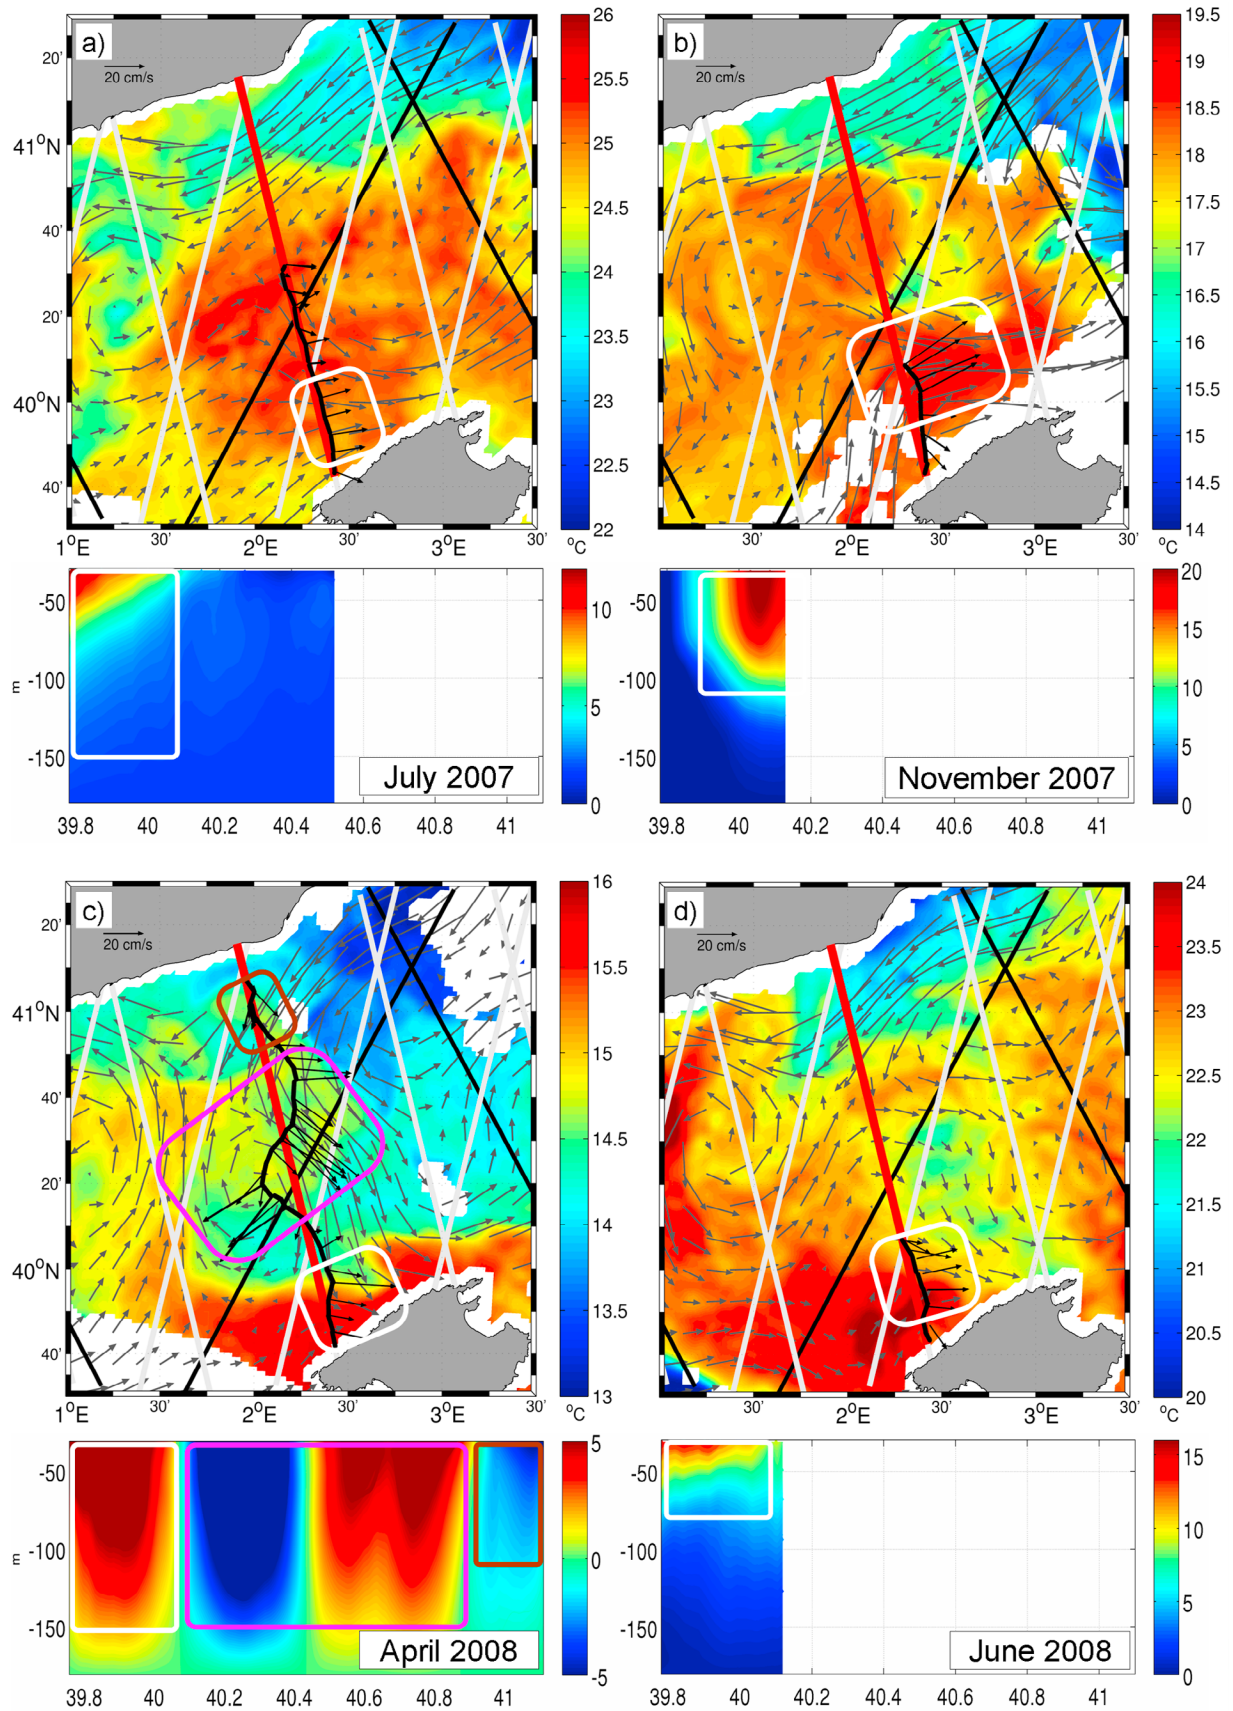 a)
20 cm/s
20'
41°N
40'
20'
40°N
40'
1°E 30' 2°E 30' 3°E 30'
26
25.5
25
24.5
24
23.5
23
22.5
22
°C
b)
20 cm/s
2°E 30' 3°E 30'
19.5
19
18.5
18
17.5
17
16.5
16
15.5
15
14.5
14
°C
-50
-100
-150
m
July 2007
39.8 40 40.2 40.4 40.6 40.8 41
10
5
0
-50
-100
-150
November 2007
39.8 40 40.2 40.4 40.6 40.8 41
20
15
10
5
0
c)
20 cm/s
20'
41°N
40'
20'
40°N
40'
1°E 30' 2°E 30' 3°E 30'
16
15.5
15
14.5
14
13.5
13
°C
d)
20 cm/s
30' 2°E 30' 3°E 30'
24
23.5
23
22.5
22
21.5
21
20.5
20
°C
-50
-100
-150
m
April 2008
39.8 40 40.2 40.4 40.6 40.8 41
5
0
-5
-50
-100
-150
June 2008
39.8 40 40.2 40.4 40.6 40.8 41
15
10
5
0